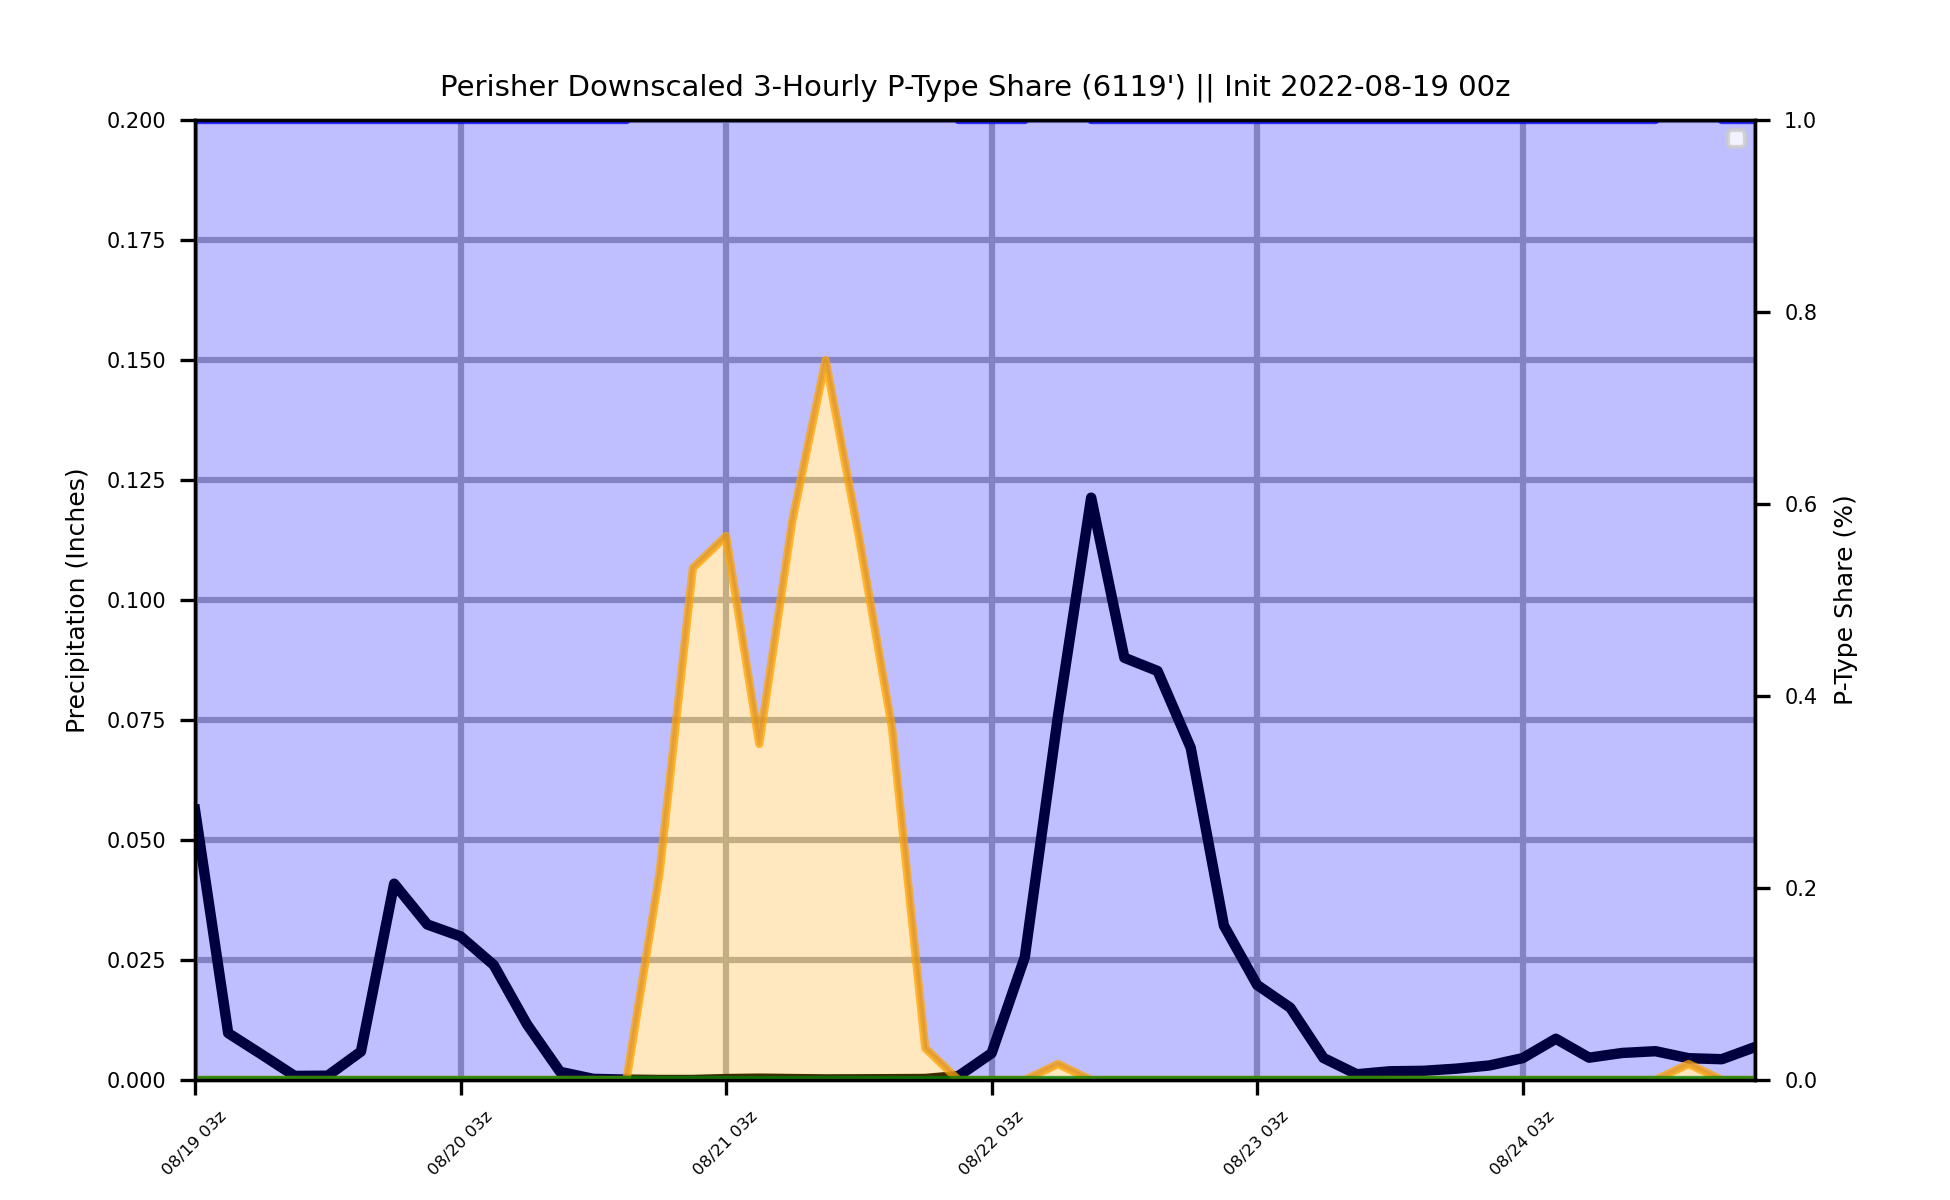 Perisher Downscaled 3-Hourly P-Type Share (6119') || Init 2022-08-19 00z
0.200
0.175
0.150
0.125
0.100
0.075
0.050
0.025
0.000
Precipitation (Inches)
1.0
0.8
0.6
0.4
0.2
0.0
P-Type Share (%)
08/19 03z
08/20 03z
08/21 03z
08/22 03z
08/23 03z
08/24 03z